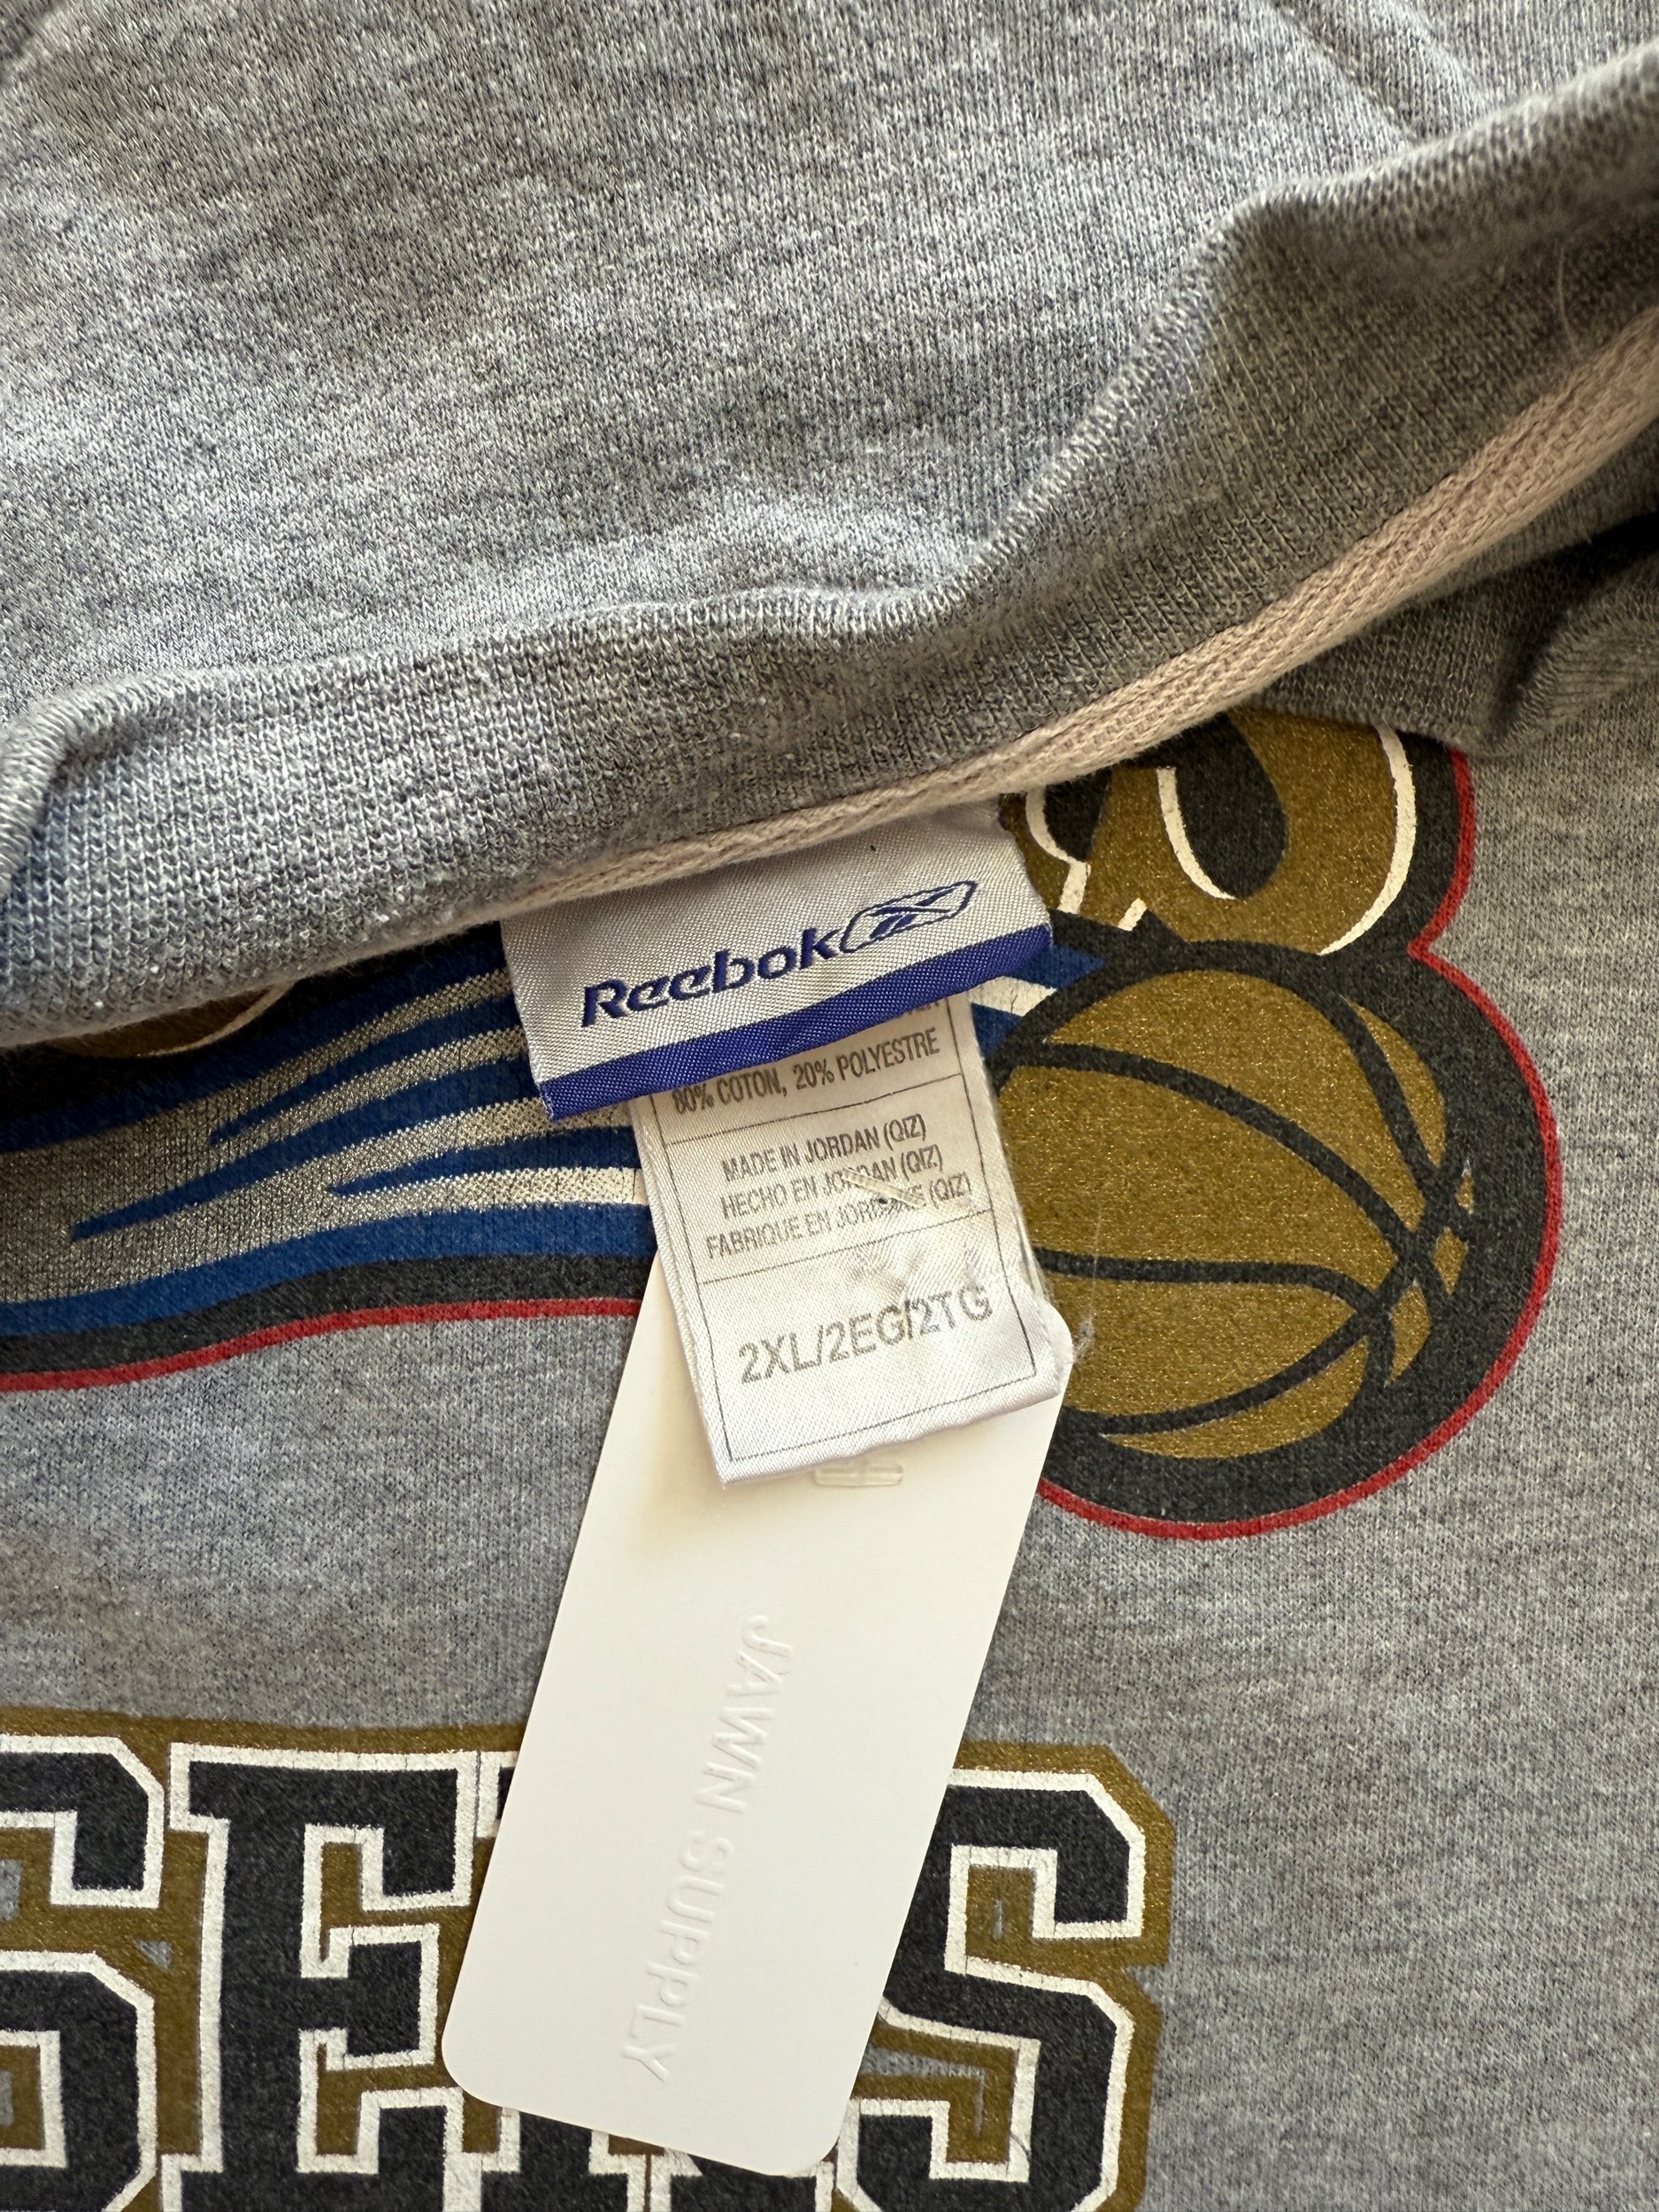 Reebok
80% COTON, 20% POLYESTRE
MADE IN JORDAN (QIZ)
HECHO EN JORDAN (QIZ)
FABRIQUE EN JORDANIE (QIZ)
2XL/2EG/2TG
JAWN SUPPLY